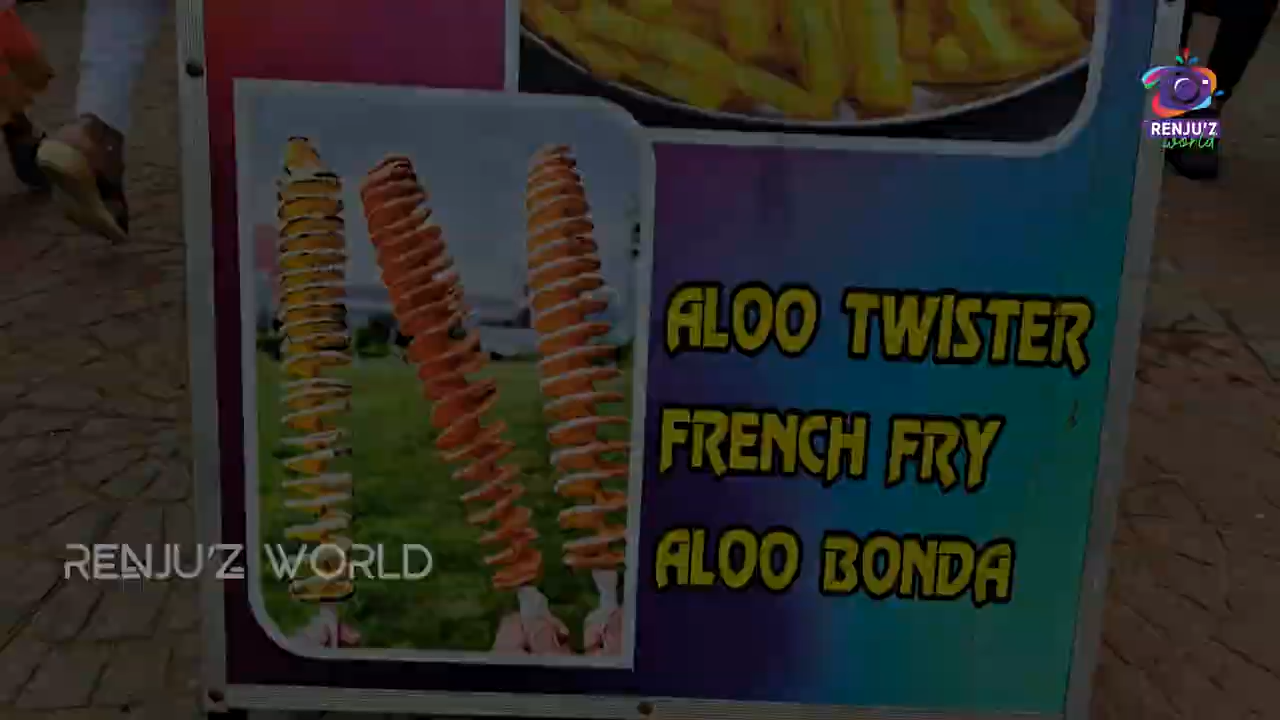 RENJU'Z
world
ALOO TWISTER
FRENCH FRY
ALOO BONDA
RENJU'Z WORLD